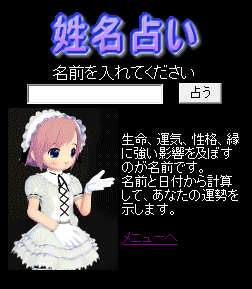 姓名占い
名前を入れてください
占う
生命、運気、性格、縁
に強い影響を及ぼす
のが名前です。
名前と日付から計算
して、あなたの運勢を
示します。
メニューへ